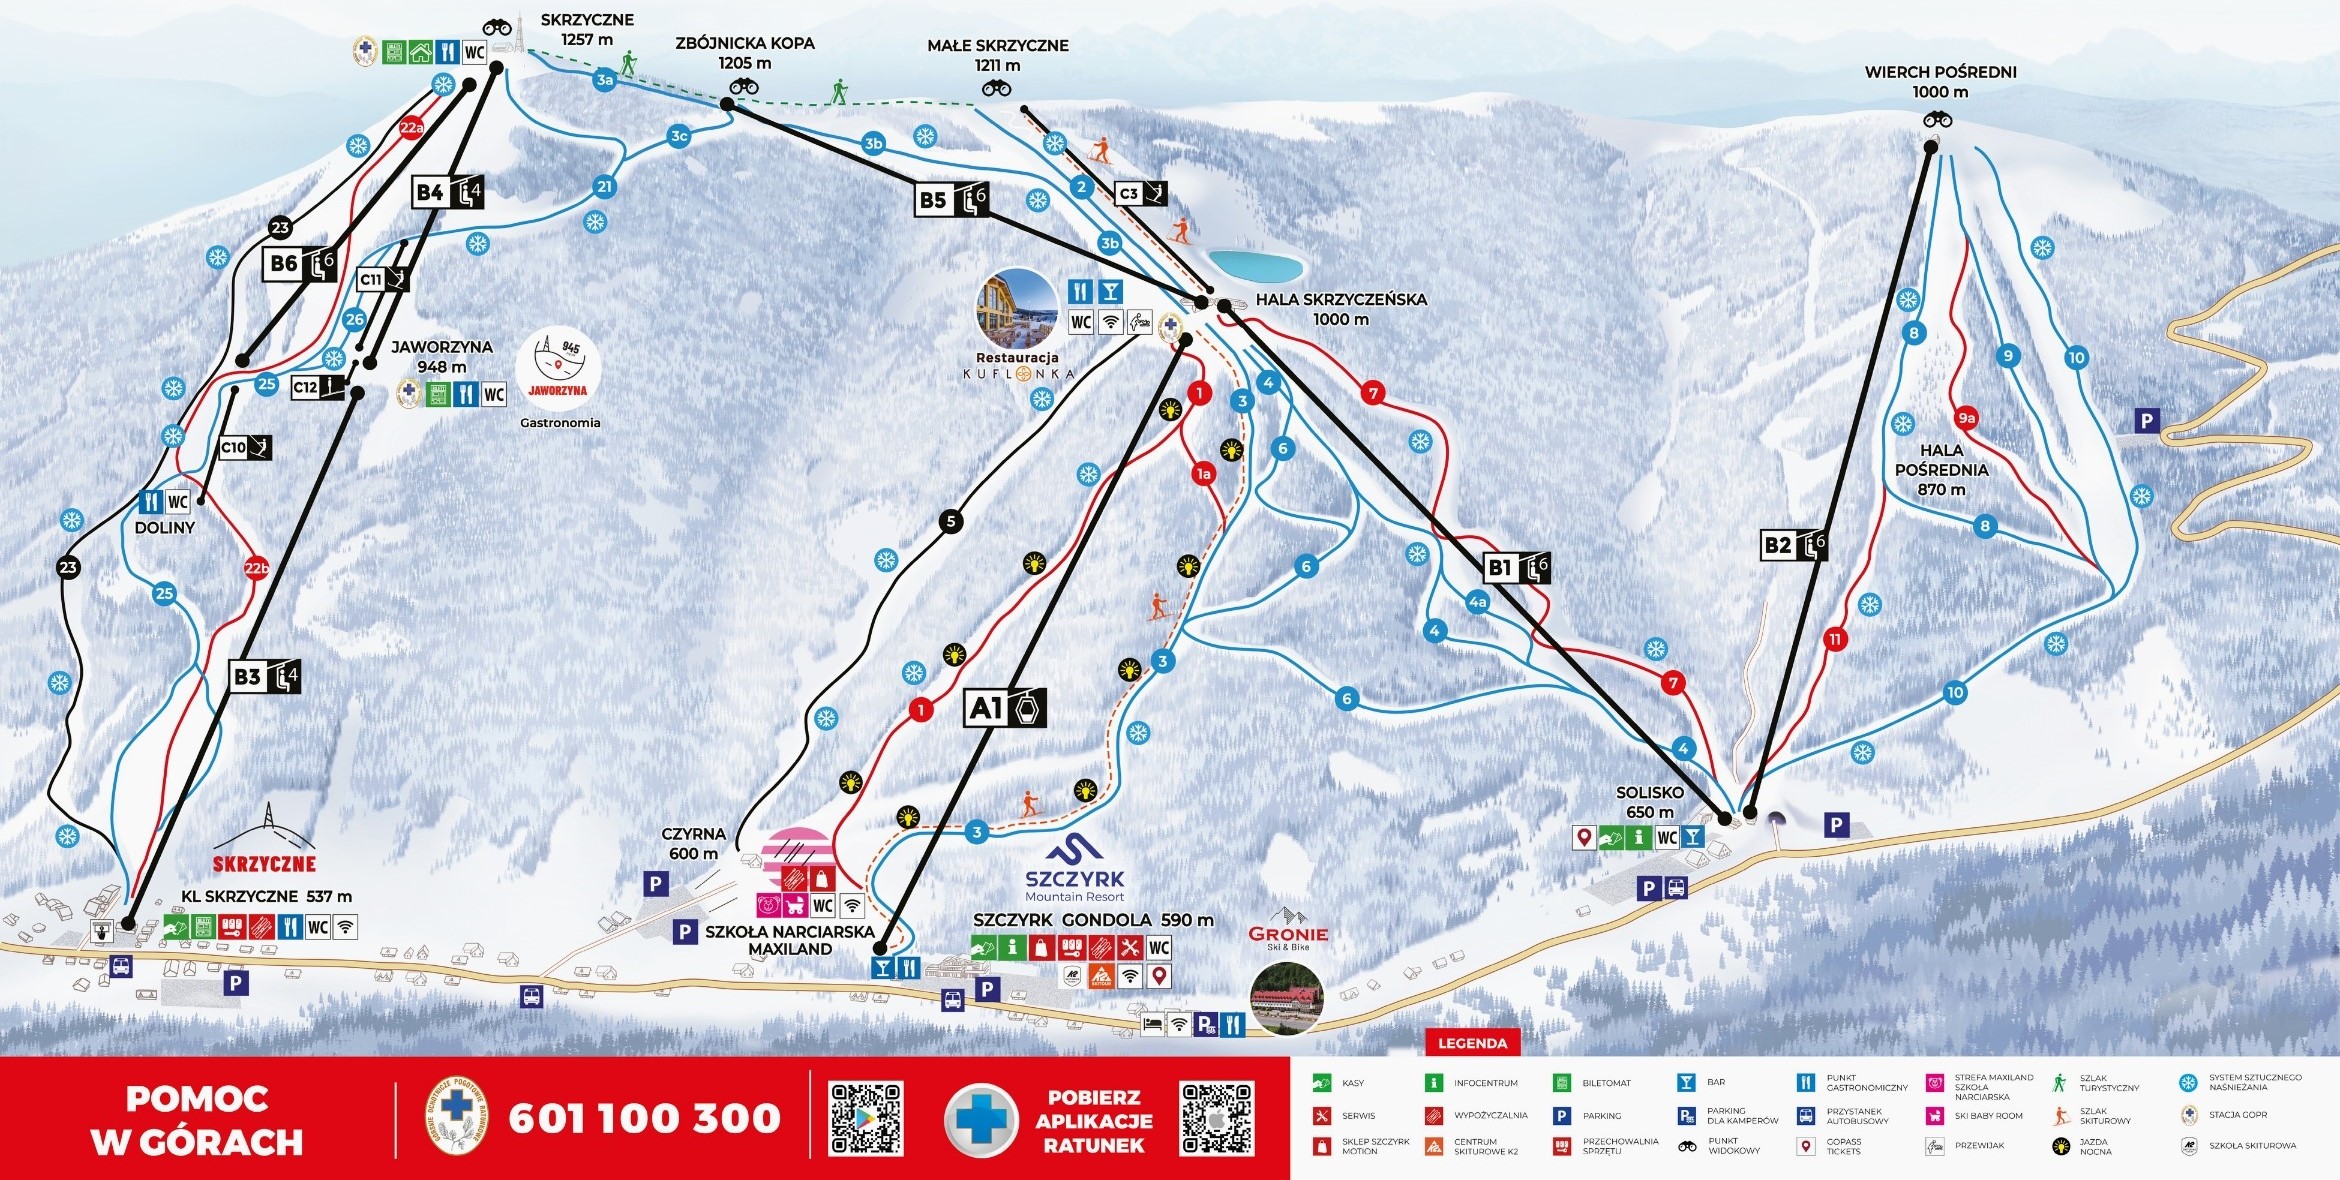 SKRZYCZNE
1257 m
ZBÓJNICKA KOPA
1205 m
MAŁE SKRZYCZNE
1211 m
WIERCH POŚREDNI
1000 m
WC
3a
22a
3c
3b
21
2
B4 4
B5 6
C3
23
3b
B6 6
C11
26
HALA SKRZYCZEŃSKA
1000 m
WC
Restauracja
KUFLONKA
JAWORZYNA
948 m
WC
945
JAWORZYNA
Gastronomia
25
C12
C10
WC
DOLINY
1
3
4
7
6
1a
5
8
9
10
9a
P
HALA
POŚREDNIA
870 m
8
B2 6
B1 6
23
22b
25
6
4a
4
11
3
B3 4
A1
1
6
7
10
4
SOLISKO
650 m
WC
P
P
3
CZYRNA
600 m
P
P
WC
SZKOŁA NARCIARSKA
MAXILAND
SKRZYCZNE
KL SKRZYCZNE 537 m
WC
P
SZCZYRK
Mountain Resort
SZCZYRK GONDOLA 590 m
WC
P
GRONIE
Ski & Bike
P
LEGENDA
POMOC
W GÓRACH
GÓRSKIE OCHOTNICZE POGOTOWIE RATUNKOWE
601 100 300
POBIERZ
APLIKACJE
RATUNEK
KASY
INFOCENTRUM
BILETOMAT
BAR
PUNKT
GASTRONOMICZNY
STREFA MAXILAND
SZKOŁA
NARCIARSKA
SZLAK
TURYSTYCZNY
SYSTEM SZTUCZNEGO
NAŚNIEŻANIA
SERWIS
WYPOŻYCZALNIA
P PARKING
PARKING
DLA KAMPERÓW
PRZYSTANEK
AUTOBUSOWY
SKI BABY ROOM
SZLAK
SKITUROWY
STACJA GOPR
SKLEP SZCZYRK
MOTION
CENTRUM
SKITUROWE K2
PRZECHOWALNIA
SPRZĘTU
PUNKT
WIDOKOWY
GOPASS
TICKETS
PRZEWIJAK
JAZDA
NOCNA
SZKOŁA SKITUROWA